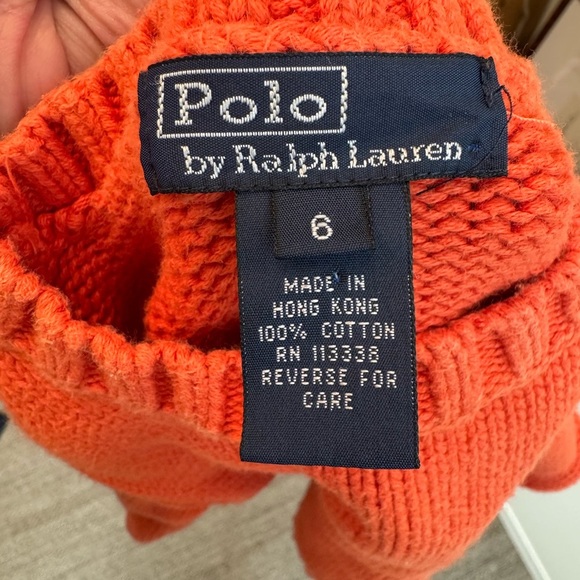 Polo
by Ralph Lauren
6
MADE IN
HONG KONG
100% COTTON
RN 113338
REVERSE FOR
CARE